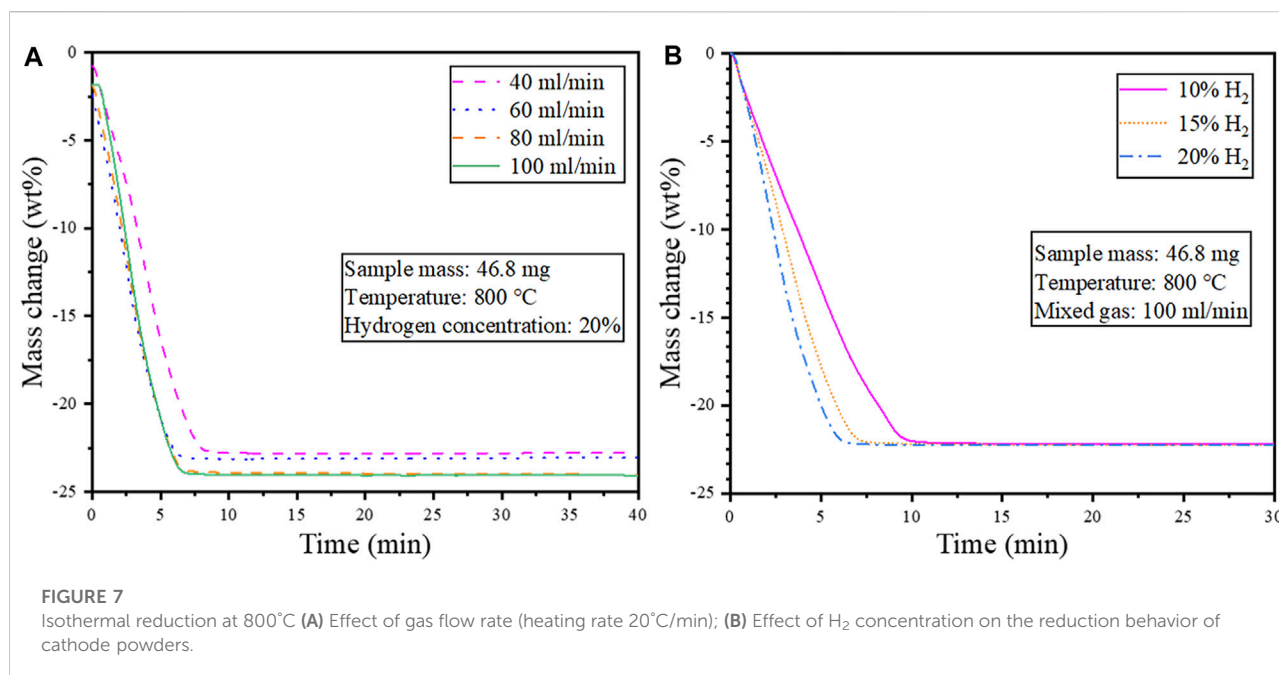 A
0
-5
-10
-15
-20
-25
Mass change (wt%)
40 ml/min
60 ml/min
80 ml/min
100 ml/min
Sample mass: 46.8 mg
Temperature: 800 °C
Hydrogen concentration: 20%
0 5 10 15 20 25 30 35 40
Time (min)
B
0
-5
-10
-15
-20
-25
Mass change (wt%)
10% H₂
15% H₂
20% H₂
Sample mass: 46.8 mg
Temperature: 800 °C
Mixed gas: 100 ml/min
0 5 10 15 20 25 30
Time (min)
FIGURE 7
Isothermal reduction at 800°C (A) Effect of gas flow rate (heating rate 20°C/min); (B) Effect of H₂ concentration on the reduction behavior of
cathode powders.